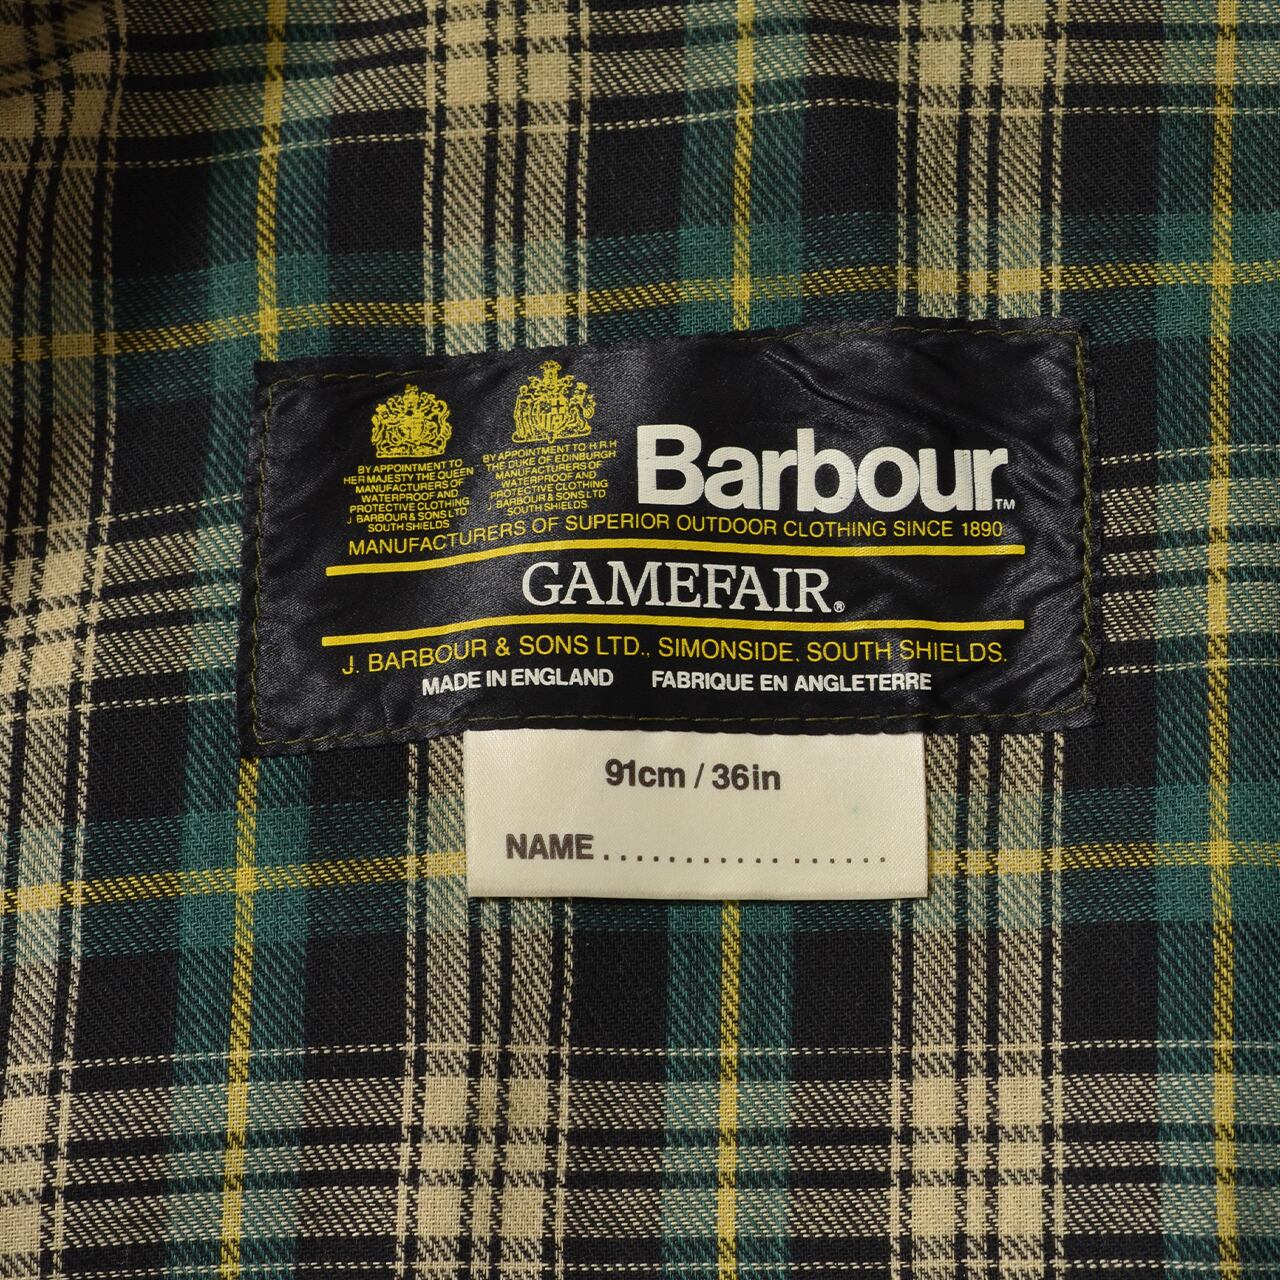 BY APPOINTMENT TO
HER MAJESTY THE QUEEN
MANUFACTURERS OF
WATERPROOF AND
PROTECTIVE CLOTHING
J BARBOUR & SONS LTD
SOUTH SHIELDS
BY APPOINTMENT TO H.R.H
THE DUKE OF EDINBURGH
MANUFACTURERS OF
WATERPROOF AND
PROTECTIVE CLOTHING
J BARBOUR & SONS LTD
SOUTH SHIELDS
Barbour™
MANUFACTURERS OF SUPERIOR OUTDOOR CLOTHING SINCE 1890
GAMEFAIR®
J. BARBOUR & SONS LTD., SIMONSIDE. SOUTH SHIELDS.
MADE IN ENGLAND FABRIQUE EN ANGLETERRE
91cm / 36in
NAME..................